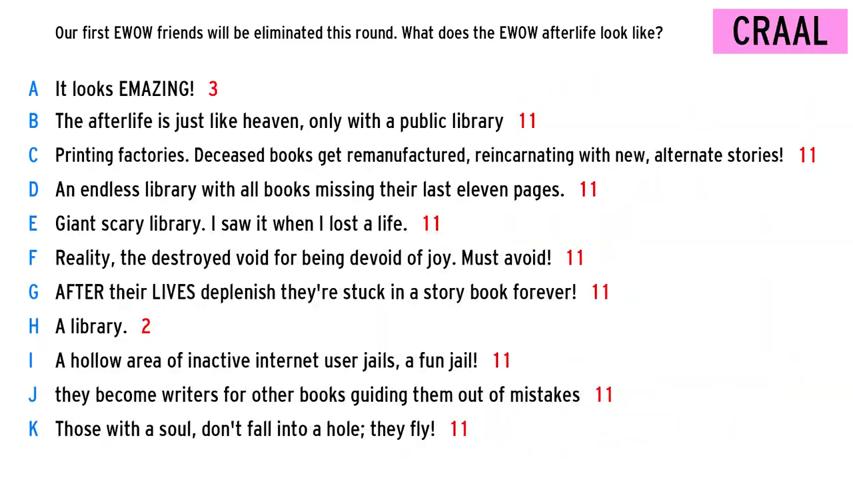 Our first EWOW friends will be eliminated this round. What does the EWOW afterlife look like?
CRAAL
A It looks EMAZING! 3
B The afterlife is just like heaven, only with a public library 11
C Printing factories. Deceased books get remanufactured, reincarnating with new, alternate stories! 11
D An endless library with all books missing their last eleven pages. 11
E Giant scary library. I saw it when I lost a life. 11
F Reality, the destroyed void for being devoid of joy. Must avoid! 11
G AFTER their LIVES deplenish they're stuck in a story book forever! 11
H A library. 2
I A hollow area of inactive internet user jails, a fun jail! 11
J they become writers for other books guiding them out of mistakes 11
K Those with a soul, don't fall into a hole; they fly! 11